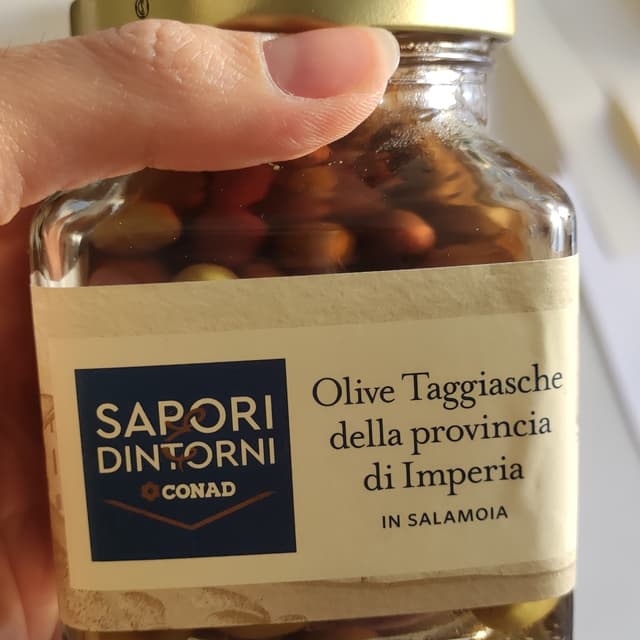 SAPORI
&
DINTORNI
CONAD
Olive Taggiasche
della provincia
di Imperia
IN SALAMOIA